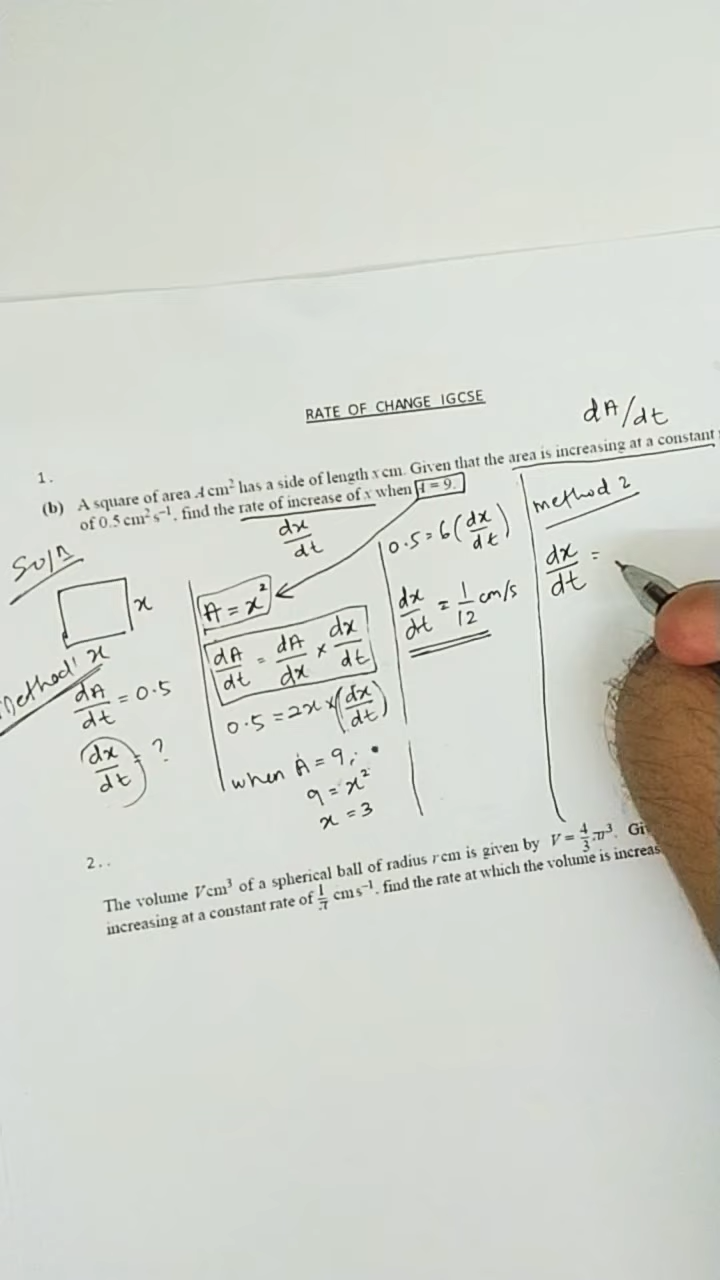 RATE OF CHANGE IGCSE
dA/dt
1.
(b) A square of area A cm² has a side of length x cm. Given that the area is increasing at a constant
of 0.5 cm² s⁻¹, find the rate of increase of x when A = 9.
dx/dt
Soln
x
Method 1
x
dA/dt = 0.5
dx/dt = ?
A = x²
dA/dt = dA/dx × dx/dt
0.5 = 2x × (dx/dt)
when A = 9,
9 = x²
x = 3
0.5 = 6 (dx/dt)
dx/dt = 1/12 cm/s
method 2
dx/dt =
2..
The volume V cm³ of a spherical ball of radius r cm is given by V = 4/3 πr³.
increasing at a constant rate of 1/π cm s⁻¹, find the rate at which the volume is